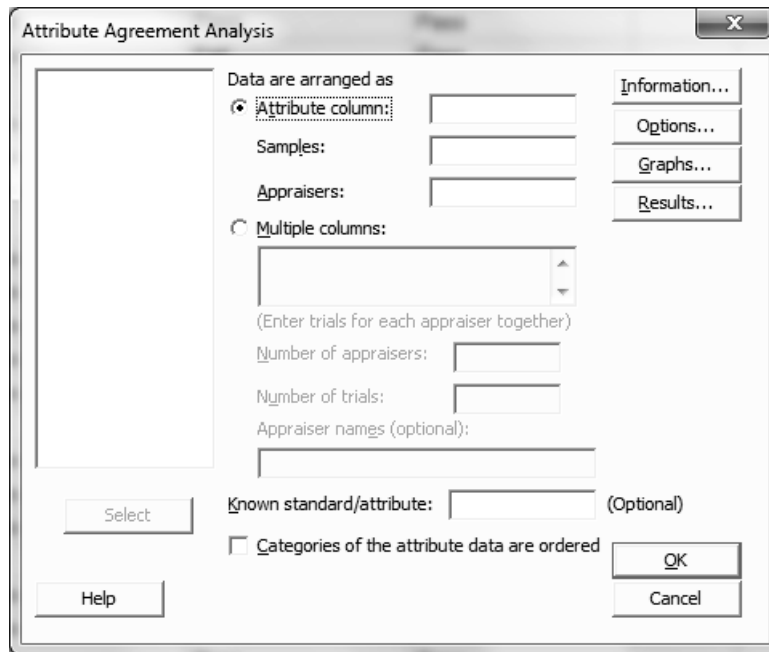 Attribute Agreement Analysis
Data are arranged as
Attribute column:
Samples:
Appraisers:
Multiple columns:
(Enter trials for each appraiser together)
Number of appraisers:
Number of trials:
Appraiser names (optional):
Known standard/attribute: (Optional)
Categories of the attribute data are ordered
Information...
Options...
Graphs...
Results...
Select
Help
OK
Cancel